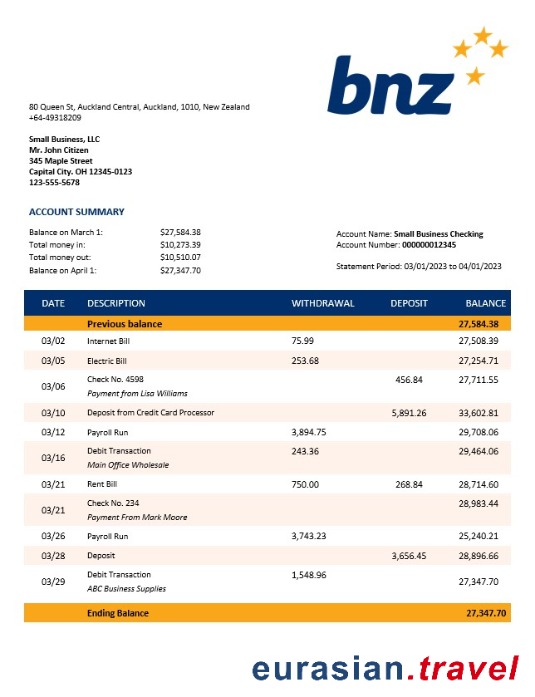 bnz
80 Queen St, Auckland Central, Auckland, 1010, New Zealand
+64-49318209
Small Business, LLC
Mr. John Citizen
345 Maple Street
Capital City. OH 12345-0123
123-555-5678
ACCOUNT SUMMARY
Balance on March 1: $27,584.38
Total money in: $10,273.39
Total money out: $10,510.07
Balance on April 1: $27,347.70
Account Name: Small Business Checking
Account Number: 000000012345
Statement Period: 03/01/2023 to 04/01/2023
DATE DESCRIPTION WITHDRAWAL DEPOSIT BALANCE
Previous balance 27,584.38
03/02 Internet Bill 75.99 27,508.39
03/05 Electric Bill 253.68 27,254.71
03/06 Check No. 4598 456.84 27,711.55
Payment from Lisa Williams
03/10 Deposit from Credit Card Processor 5,891.26 33,602.81
03/12 Payroll Run 3,894.75 29,708.06
03/16 Debit Transaction 243.36 29,464.06
Main Office Wholesale
03/21 Rent Bill 750.00 268.84 28,714.60
03/21 Check No. 234 28,983.44
Payment From Mark Moore
03/26 Payroll Run 3,743.23 25,240.21
03/28 Deposit 3,656.45 28,896.66
03/29 Debit Transaction 1,548.96 27,347.70
ABC Business Supplies
Ending Balance 27,347.70
eurasian.travel